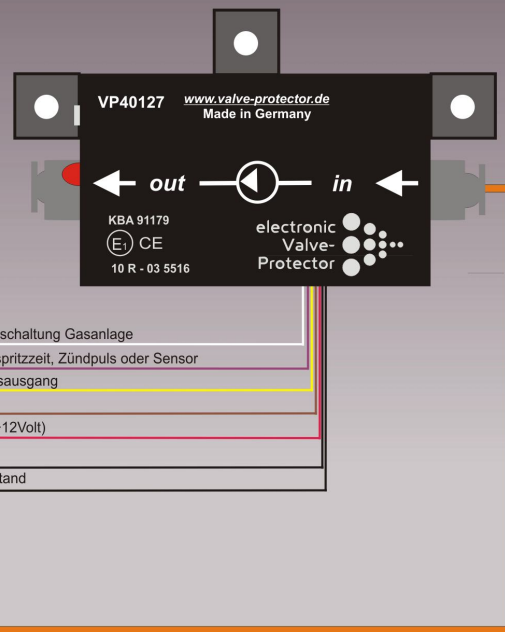 VP40127
www.valve-protector.de
Made in Germany
out
in
KBA 91179
E1 CE
10 R - 03 5516
electronic
Valve-
Protector
schaltung Gasanlage
spritzzeit, Zündpuls oder Sensor
sausgang
12Volt)
tand